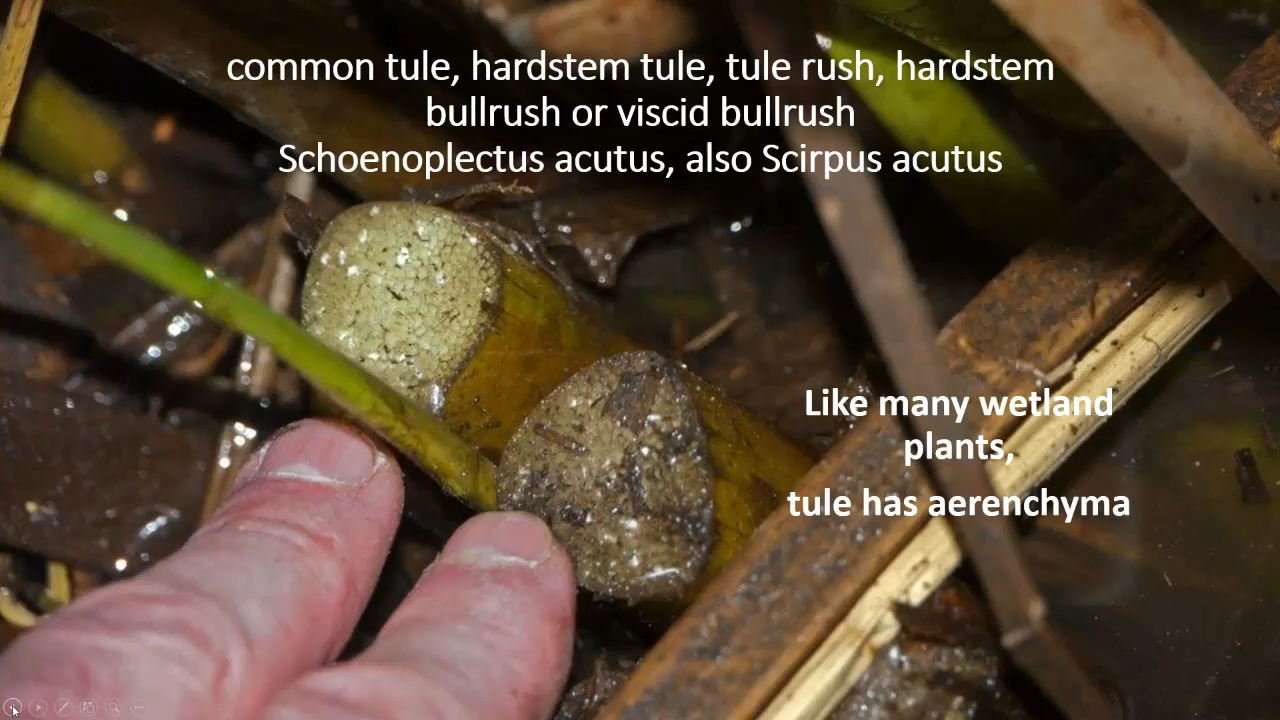 common tule, hardstem tule, tule rush, hardstem
bullrush or viscid bullrush
Schoenoplectus acutus, also Scirpus acutus
Like many wetland
plants,
tule has aerenchyma